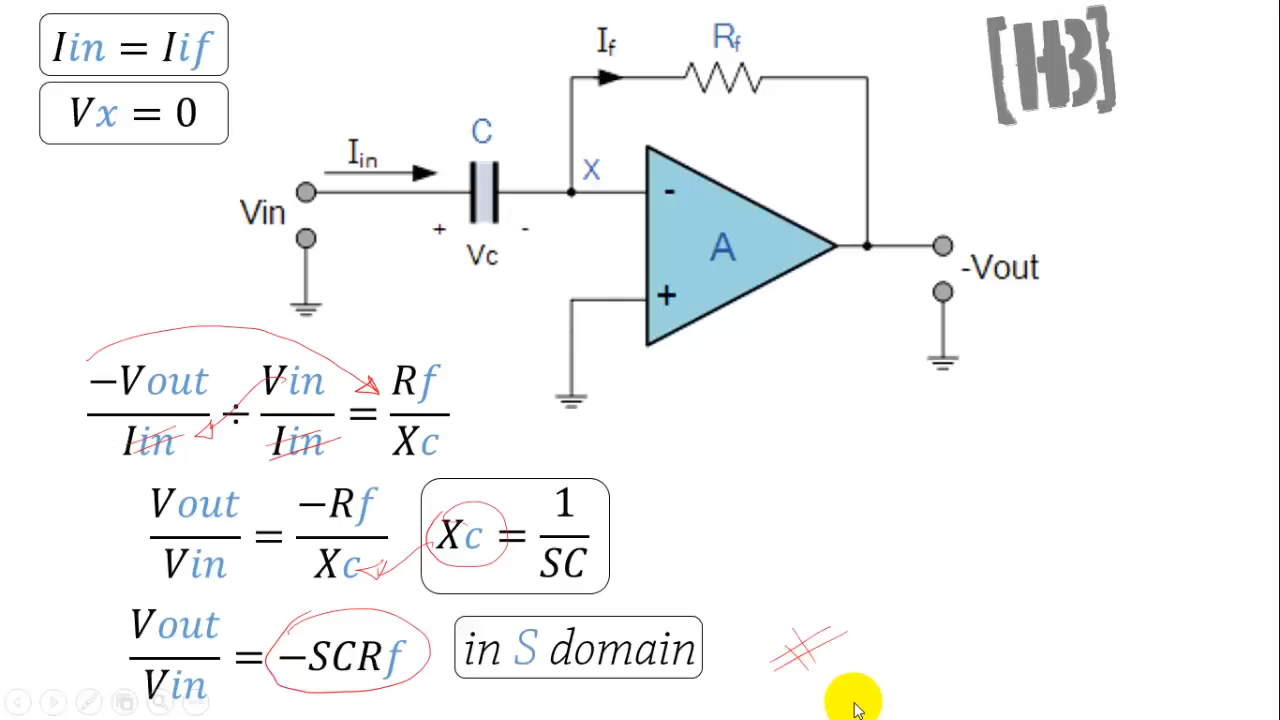 Iin = Iif
Vx = 0
If
Rf
[HB]
C
Iin
X
-
Vin
+ -
Vc
A
+
-Vout
−Vout/Iin ÷ Vin/Iin = Rf/Xc
Vout/Vin = −Rf/Xc
Xc = 1/SC
Vout/Vin = −SCRf
in S domain